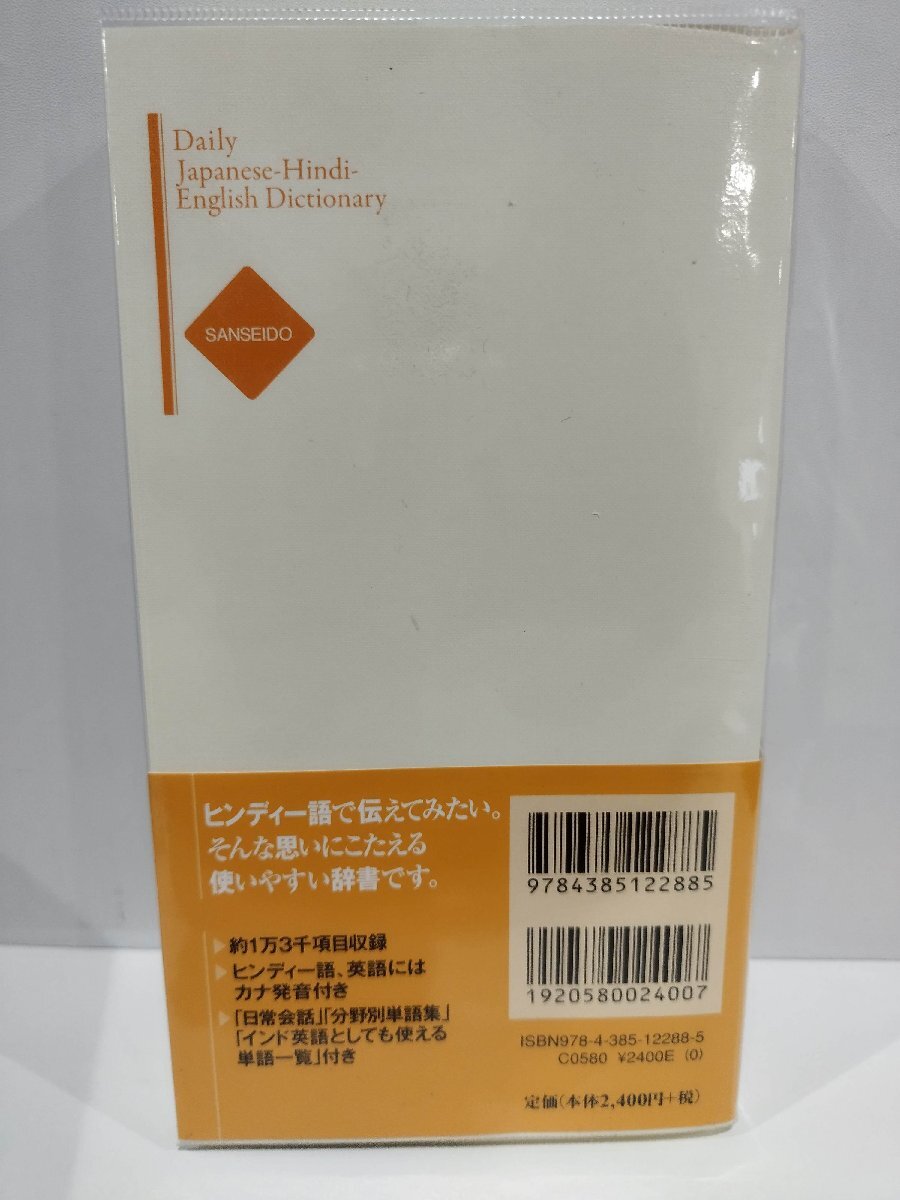 Daily
Japanese-Hindi-
English Dictionary
SANSEIDO
ヒンディー語で伝えてみたい。
そんな思いにこたえる
使いやすい辞書です。
▶約1万3千項目収録
▶ヒンディー語、英語には
カナ発音付き
▶「日常会話」「分野別単語集」
「インド英語としても使える
単語一覧」付き
9784385122885
1920580024007
ISBN978-4-385-12288-5
C0580 ¥2400E (0)
定価(本体2,400円+税)